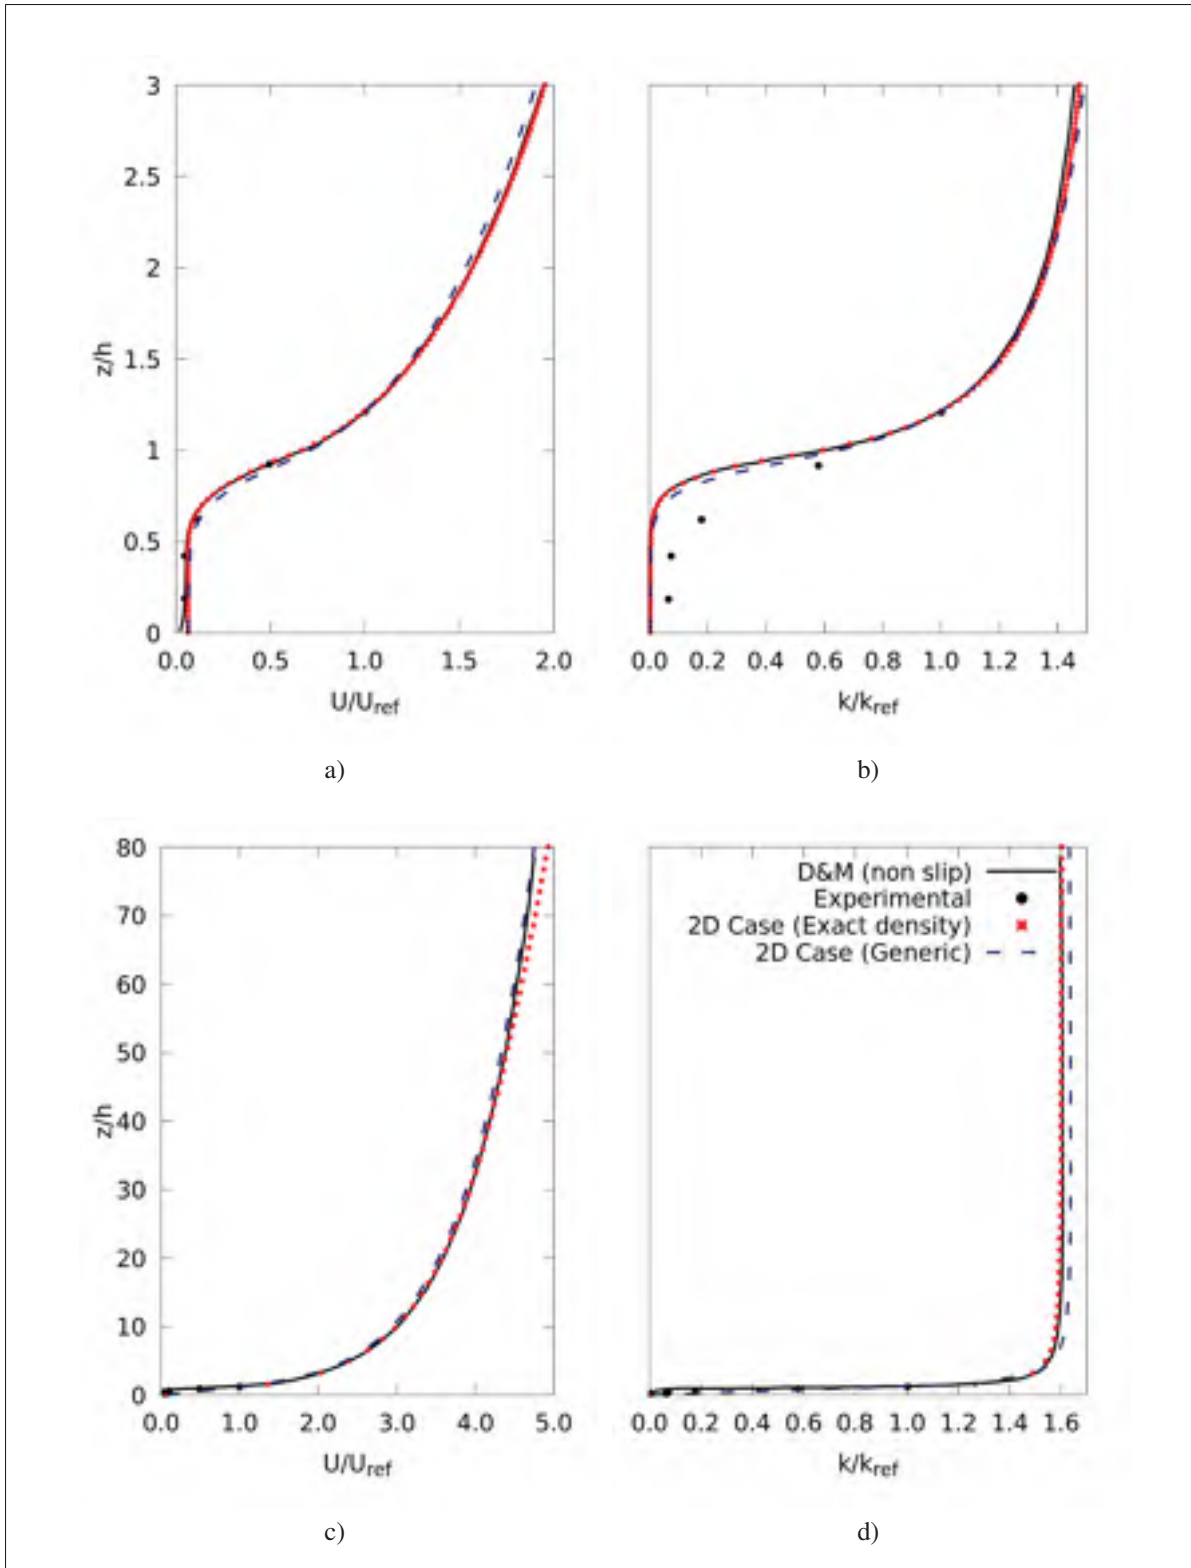 3
2.5
2
1.5
1
0.5
0
z/h
0.0 0.5 1.0 1.5 2.0
U/Uref
0.0 0.2 0.4 0.6 0.8 1.0 1.2 1.4
k/kref
a)
b)
80
70
60
50
40
30
20
10
0
z/h
0.0 1.0 2.0 3.0 4.0 5.0
U/Uref
D&M (non slip)
Experimental
2D Case (Exact density)
2D Case (Generic)
0.0 0.2 0.4 0.6 0.8 1.0 1.2 1.4 1.6
k/kref
c)
d)